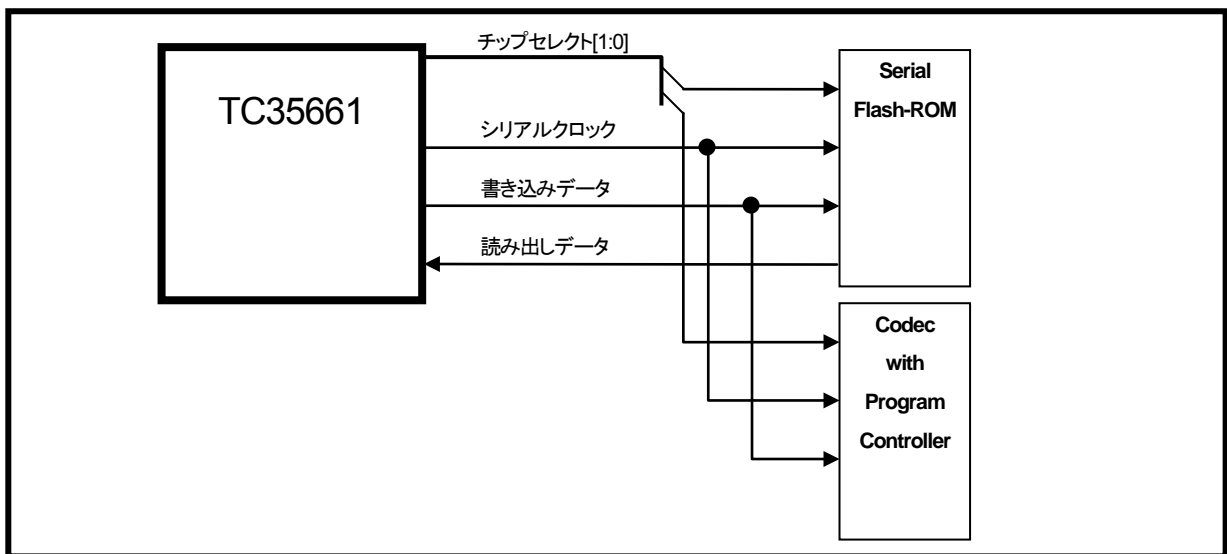 チップセレクト[1:0]
TC35661
シリアルクロック
書き込みデータ
読み出しデータ
Serial
Flash-ROM
Codec
with
Program
Controller